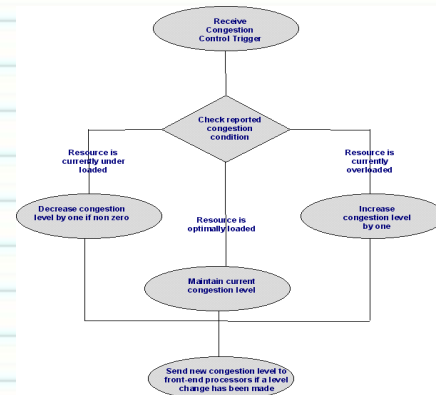 Receive
Congestion
Control Trigger
Check reported
congestion
condition
Resource is
currently under
loaded
Resource is
currently
overloaded
Decrease congestion
level by one if non zero
Resource is
optimally loaded
Increase
congestion level
by one
Maintain current
congestion level
Send new congestion level to
front-end processors if a level
change has been made